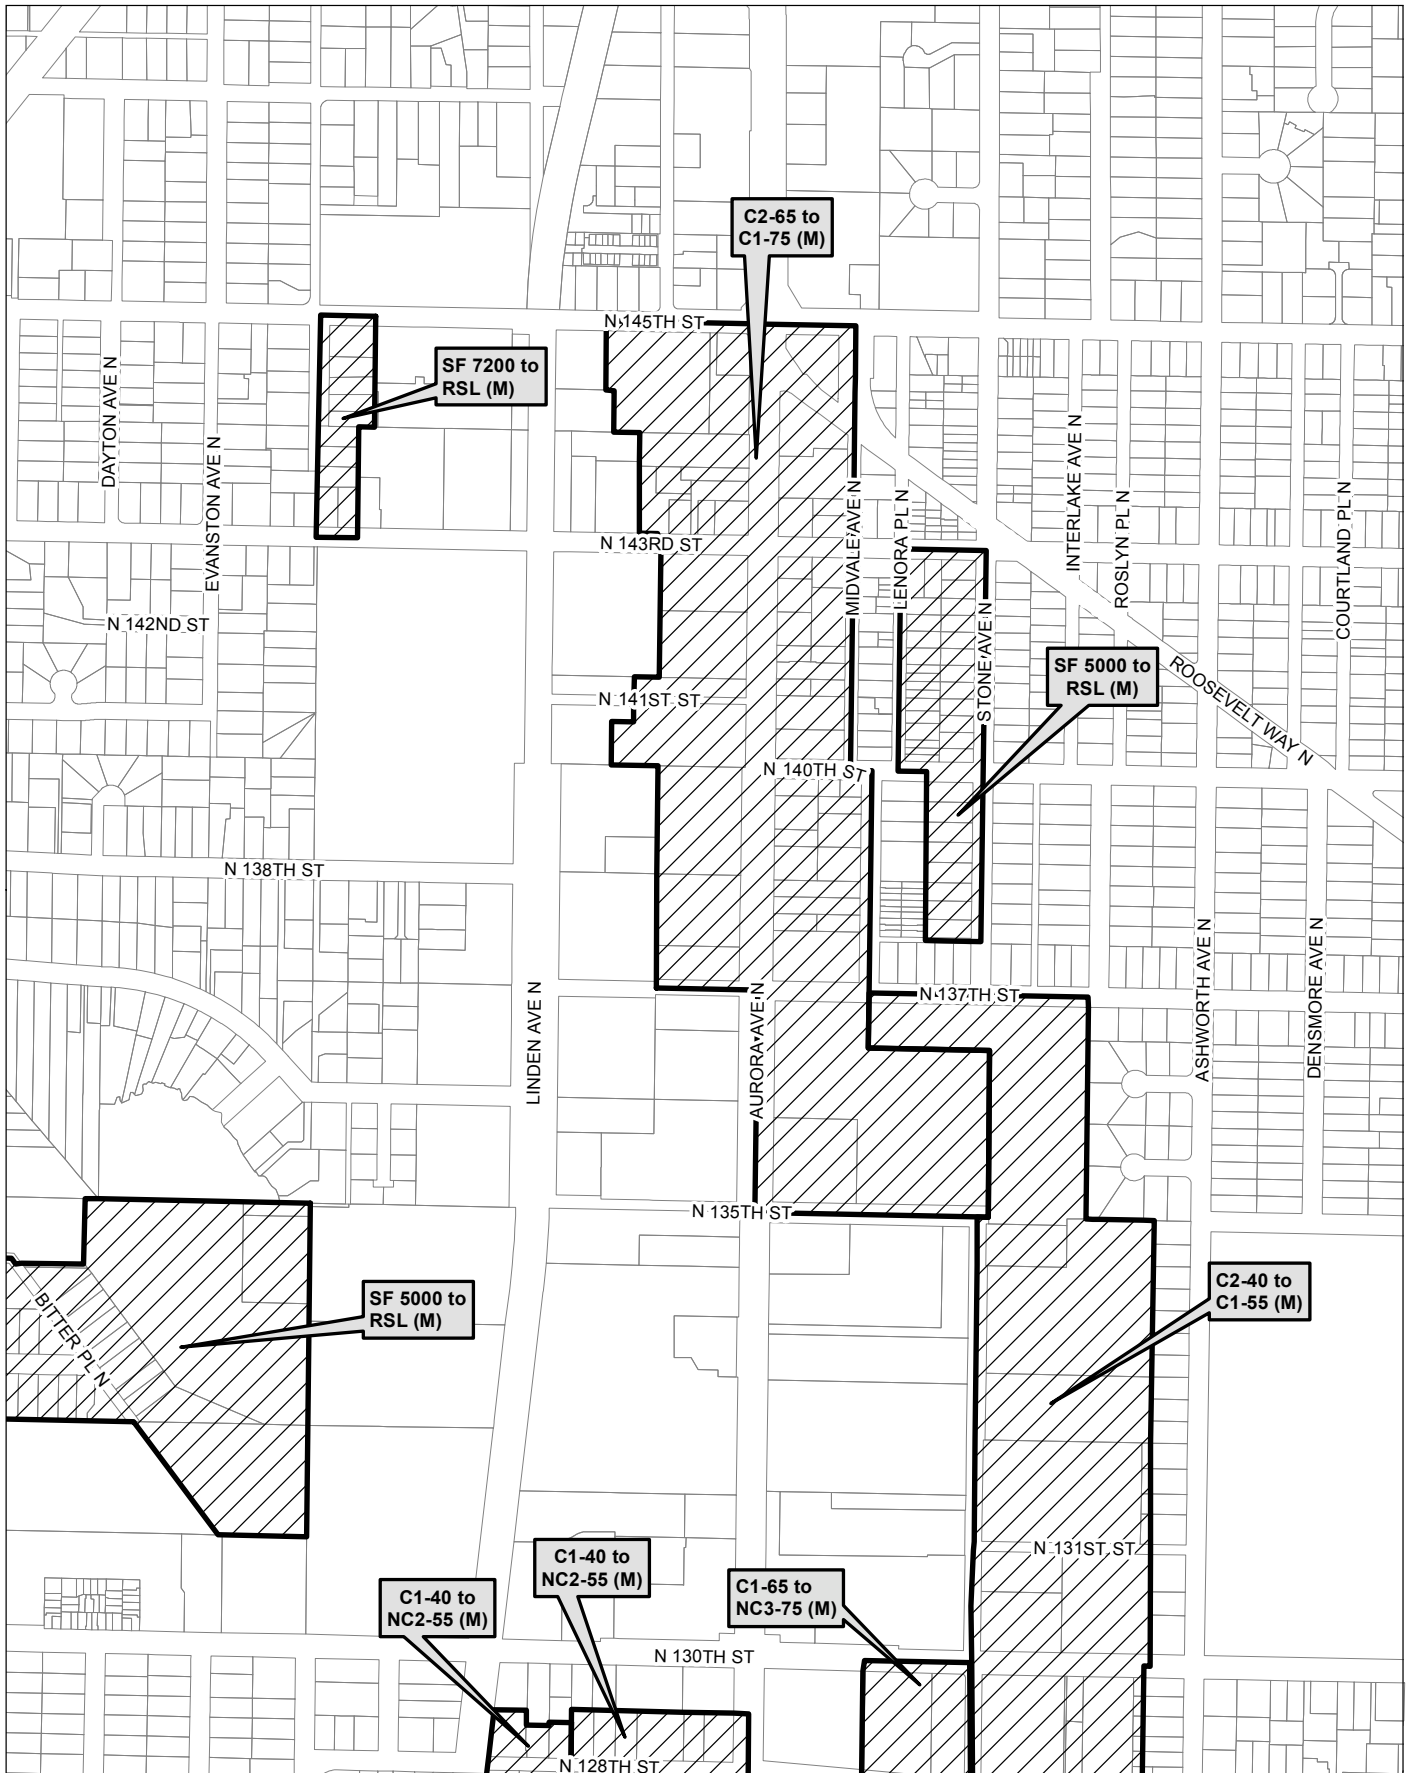 C2-65 to
C1-75 (M)
N 145TH ST
SF 7200 to
RSL (M)
DAYTON AVE N
EVANSTON AVE N
N 143RD ST
MIDVALE AVE N
LENORA PL N
STONE AVE N
INTERLAKE AVE N
ROSLYN PL N
COURTLAND PL N
N 142ND ST
SF 5000 to
RSL (M)
ROOSEVELT WAY N
N 141ST ST
N 140TH ST
N 138TH ST
LINDEN AVE N
AURORA AVE N
N 137TH ST
ASHWORTH AVE N
DENSMORE AVE N
N 135TH ST
BITTER PL N
SF 5000 to
RSL (M)
C2-40 to
C1-55 (M)
N 131ST ST
C1-40 to
NC2-55 (M)
C1-40 to
NC2-55 (M)
C1-65 to
NC3-75 (M)
N 130TH ST
N 128TH ST